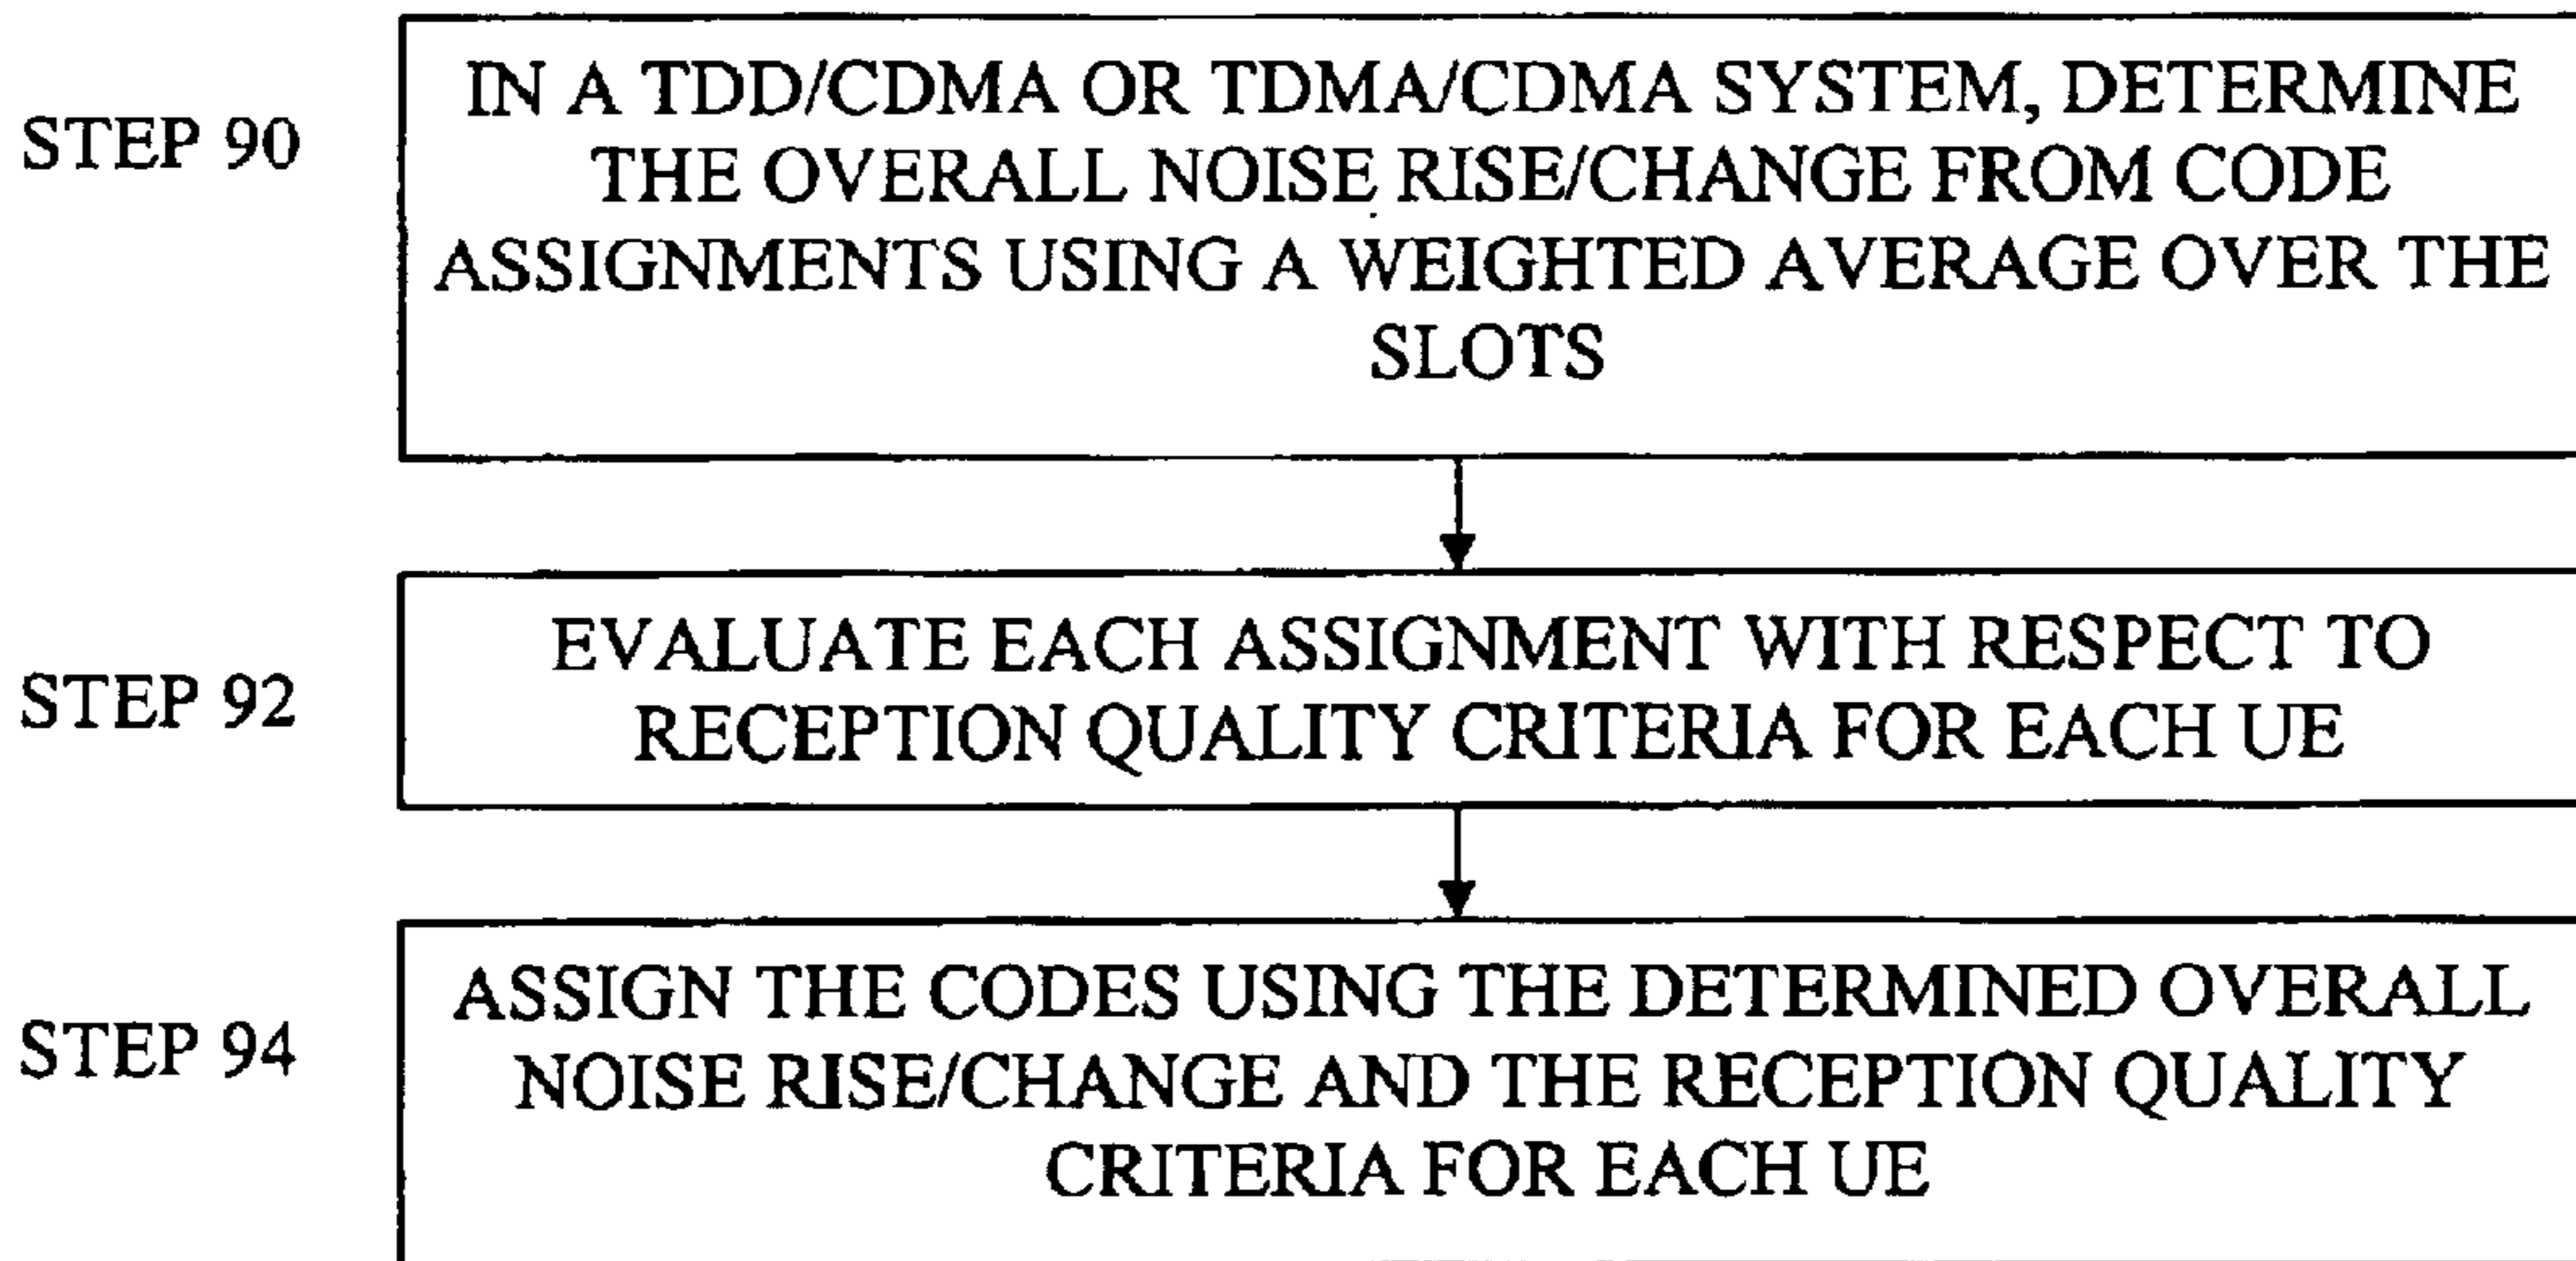 STEP 90
IN A TDD/CDMA OR TDMA/CDMA SYSTEM, DETERMINE
THE OVERALL NOISE RISE/CHANGE FROM CODE
ASSIGNMENTS USING A WEIGHTED AVERAGE OVER THE
SLOTS
STEP 92
EVALUATE EACH ASSIGNMENT WITH RESPECT TO
RECEPTION QUALITY CRITERIA FOR EACH UE
STEP 94
ASSIGN THE CODES USING THE DETERMINED OVERALL
NOISE RISE/CHANGE AND THE RECEPTION QUALITY
CRITERIA FOR EACH UE